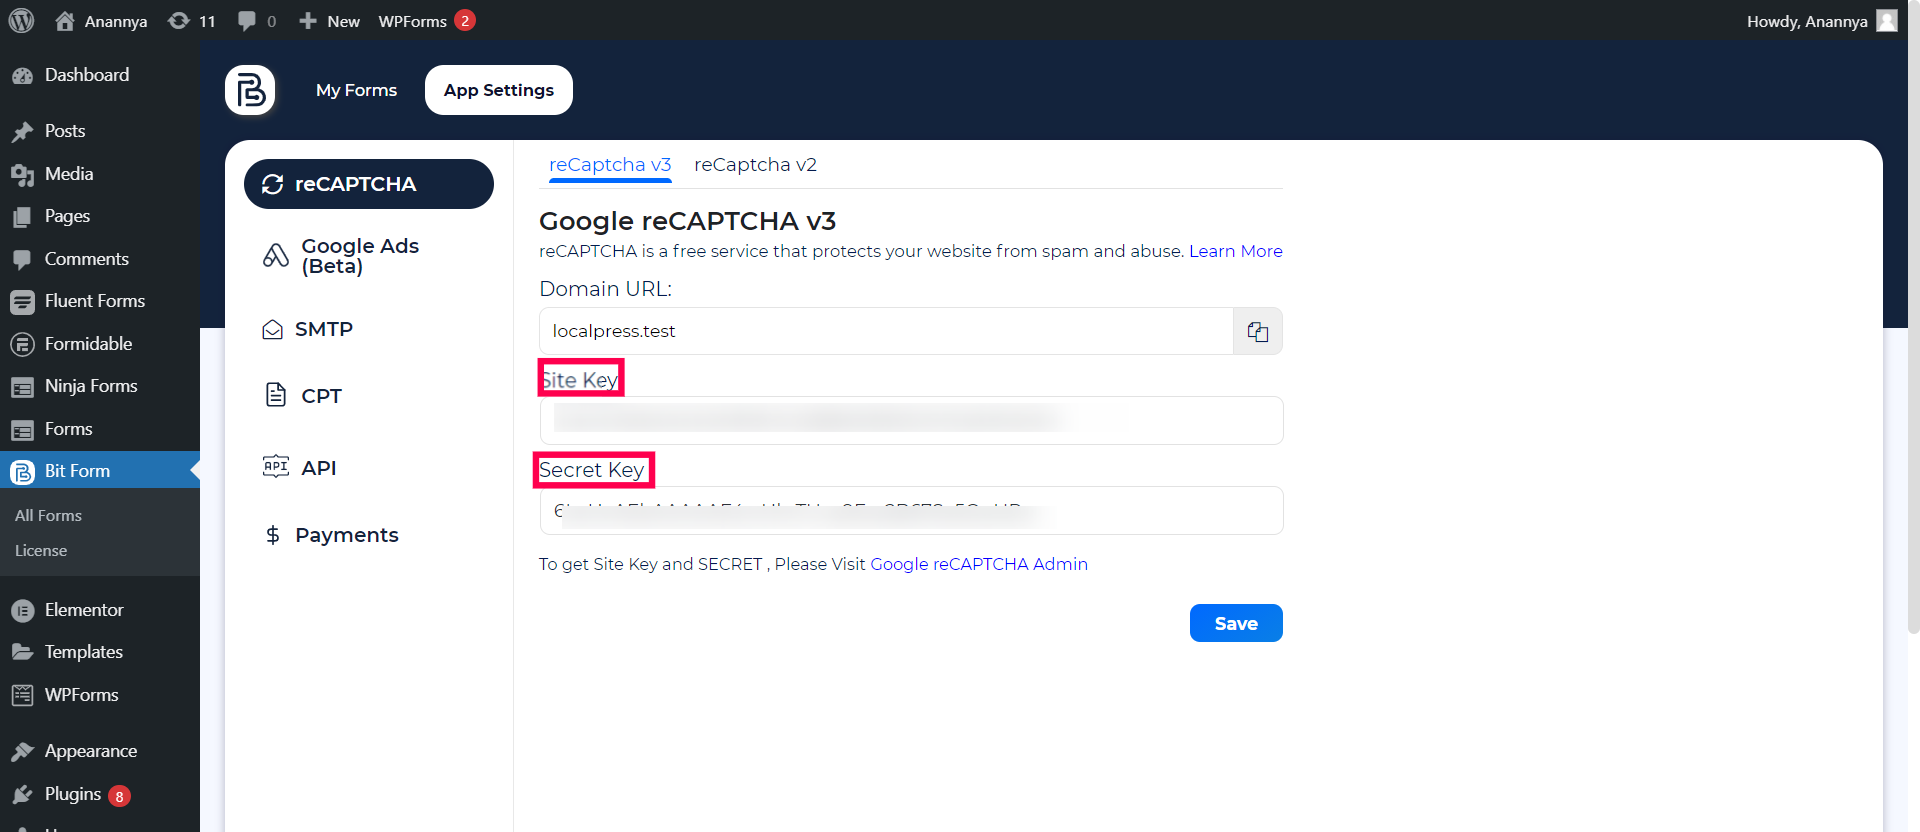 Anannya
11
0
New
WPForms
2
Howdy, Anannya
Dashboard
Posts
Media
Pages
Comments
Fluent Forms
Formidable
Ninja Forms
Forms
Bit Form
All Forms
License
Elementor
Templates
WPForms
Appearance
Plugins 8
My Forms
App Settings
reCAPTCHA
Google Ads
(Beta)
SMTP
CPT
API
API
Payments
reCaptcha v3
reCaptcha v2
Google reCAPTCHA v3
reCAPTCHA is a free service that protects your website from spam and abuse. Learn More
Domain URL:
localpress.test
Site Key
Secret Key
To get Site Key and SECRET , Please Visit Google reCAPTCHA Admin
Save